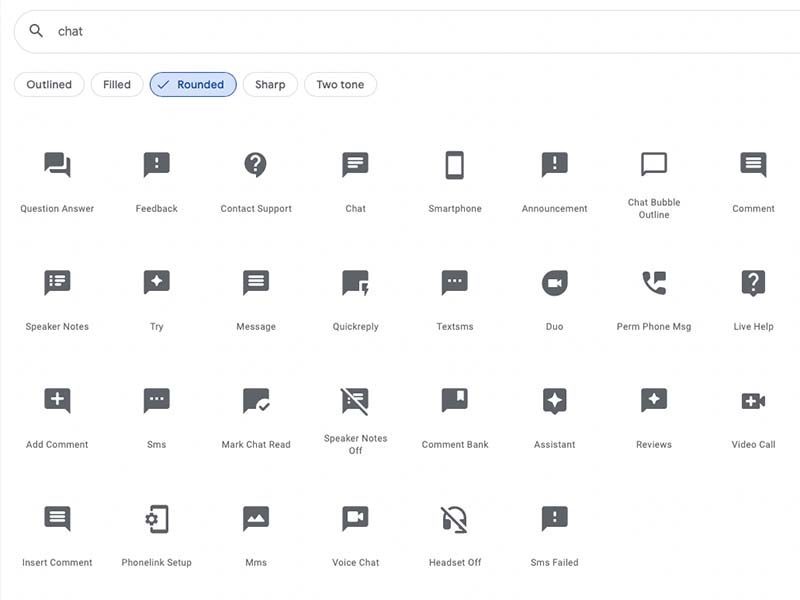 chat
Outlined
Filled
Rounded
Sharp
Two tone
Question Answer
Feedback
Contact Support
Chat
Smartphone
Announcement
Chat Bubble
Outline
Comment
Speaker Notes
Try
Message
Quickreply
Textsms
Duo
Perm Phone Msg
Live Help
Add Comment
Sms
Mark Chat Read
Speaker Notes
Off
Comment Bank
Assistant
Reviews
Video Call
Insert Comment
Phonelink Setup
Mms
Voice Chat
Headset Off
Sms Failed